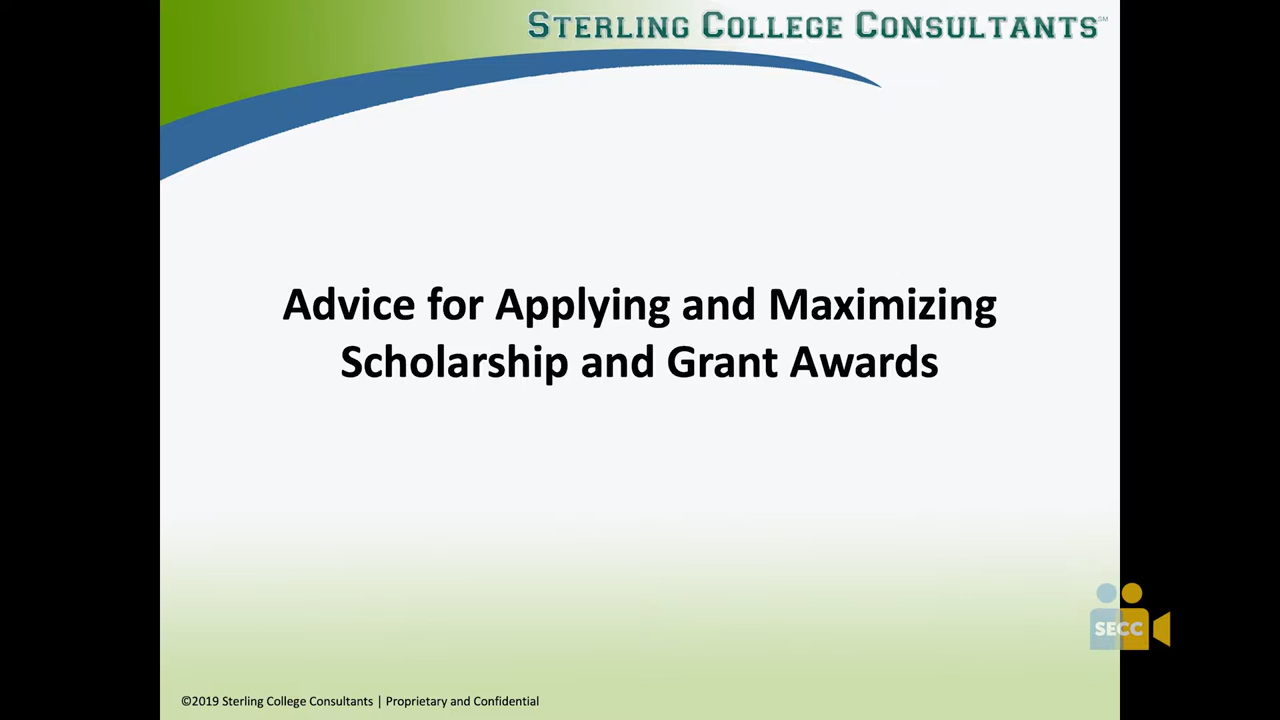 STERLING COLLEGE CONSULTANTS℠
Advice for Applying and Maximizing
Scholarship and Grant Awards
SECC
©2019 Sterling College Consultants | Proprietary and Confidential